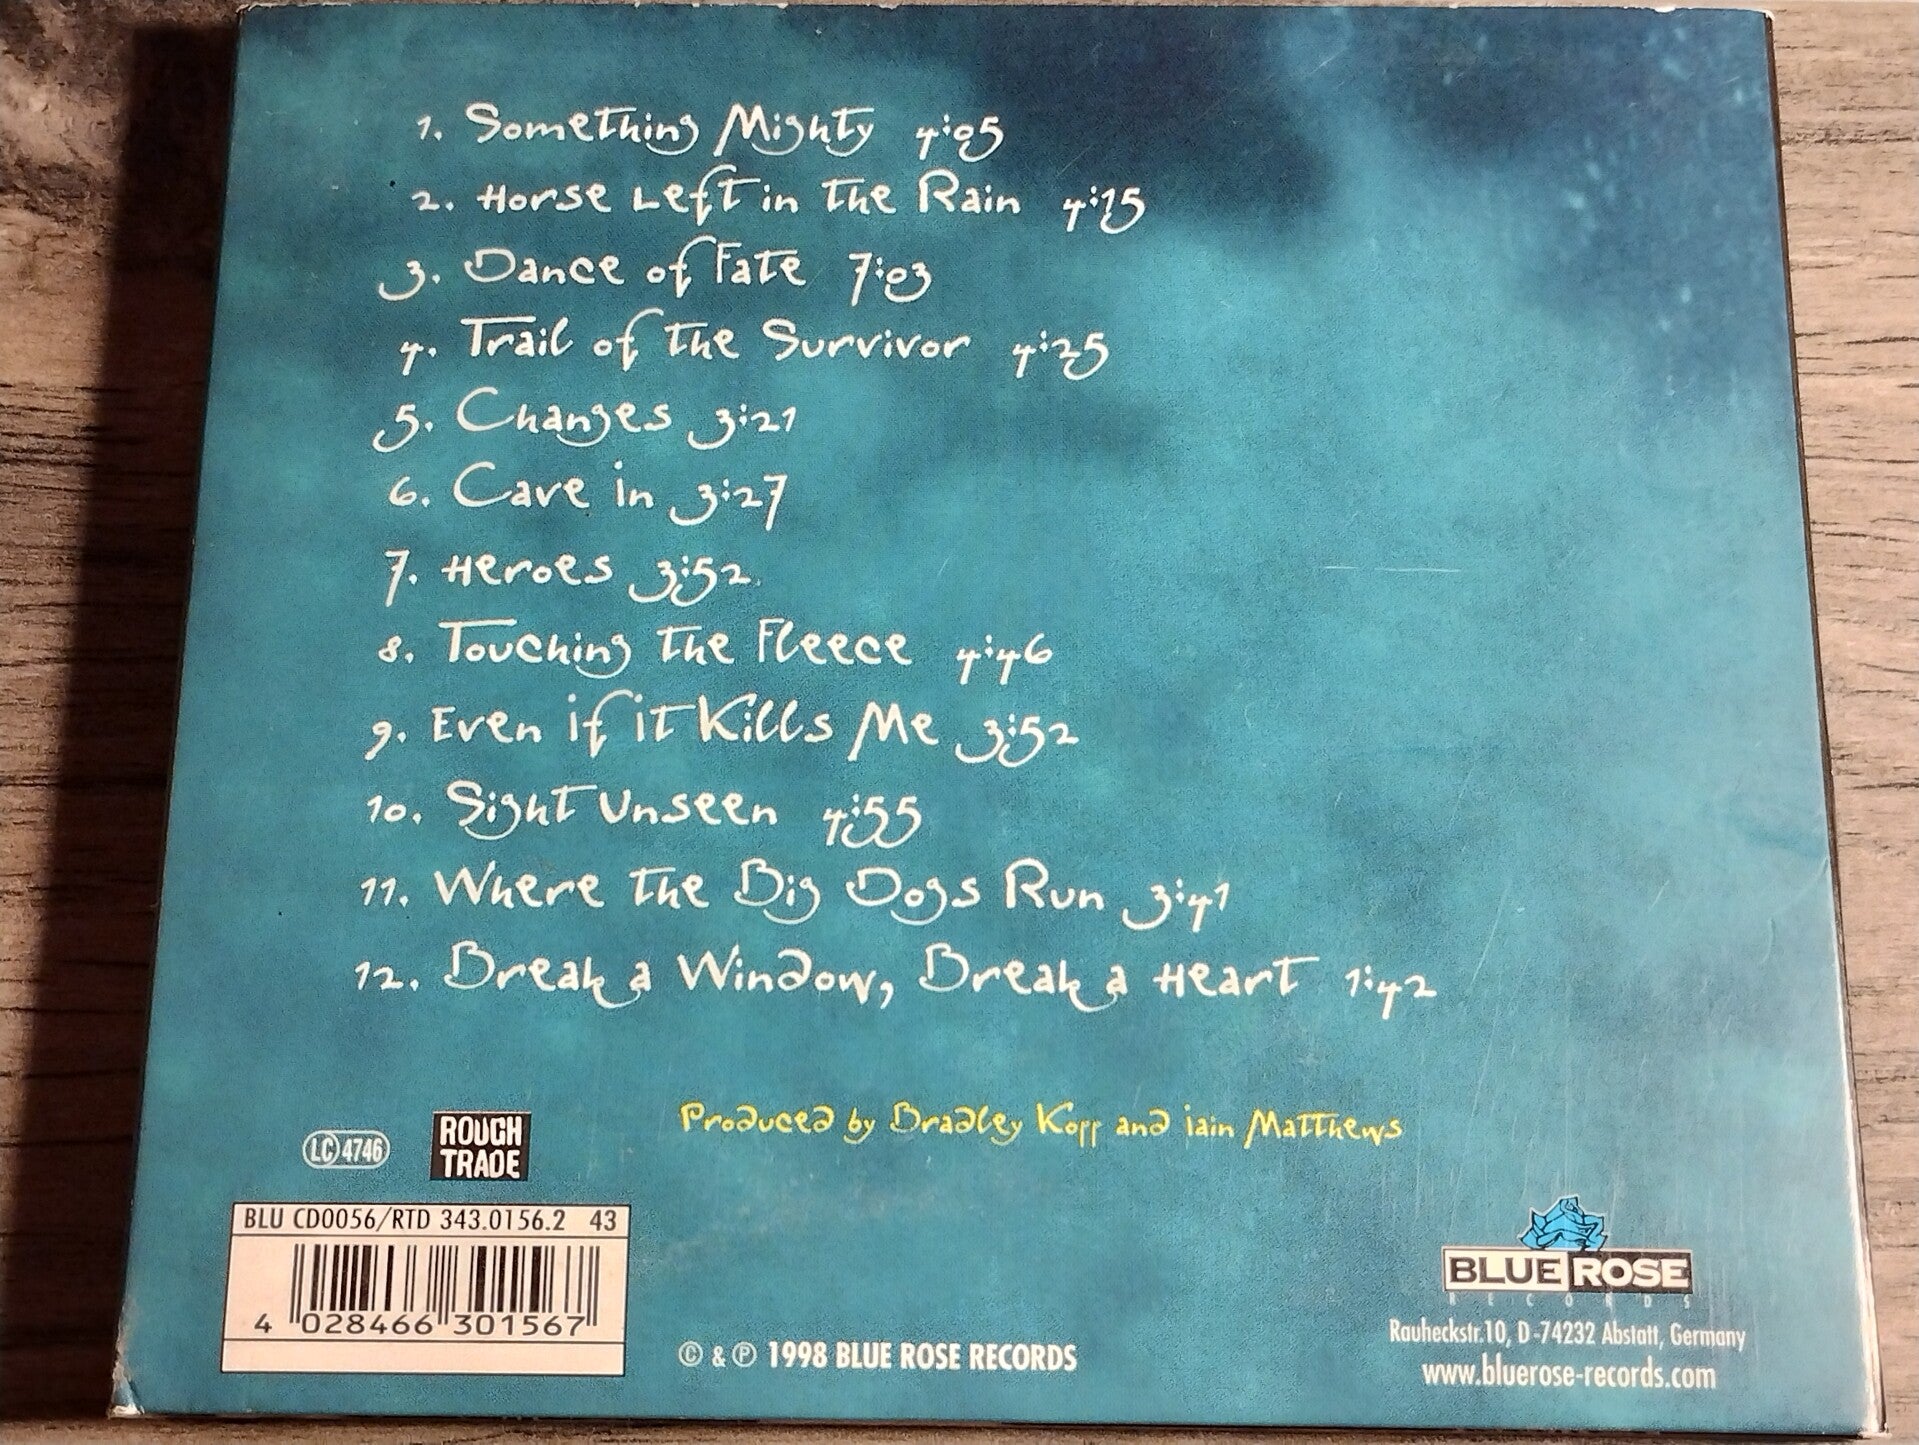 1. Something Mighty 4:05
2. Horse Left in the Rain 4:15
3. Dance of Fate 7:03
4. Trail of the Survivor 4:25
5. Changes 3:21
6. Cave in 3:27
7. Heroes 3:52
8. Touching the Fleece 4:46
9. Even if it Kills Me 3:52
10. Sight Unseen 4:55
11. Where the Big Dogs Run 3:41
12. Break a Window, Break a Heart 1:42
Produced by Bradley Kopp and iain Matthews
LC 4746
ROUGH
TRADE
BLU CD0056/RTD 343.0156.2 43
4 028466 301567
© & ℗ 1998 BLUE ROSE RECORDS
BLUE ROSE
RECORDS
Rauheckstr.10, D-74232 Abstatt, Germany
www.bluerose-records.com